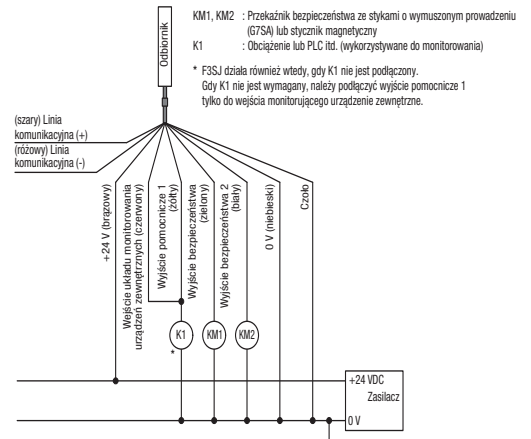 Odbiornik
KM1, KM2 : Przekaźnik bezpieczeństwa ze stykami o wymuszonym prowadzeniu
(G7SA) lub stycznik magnetyczny
K1 : Obciążenie lub PLC itd. (wykorzystywane do monitorowania)
* F3SJ działa również wtedy, gdy K1 nie jest podłączony.
Gdy K1 nie jest wymagany, należy podłączyć wyjście pomocnicze 1
tylko do wejścia monitorującego urządzenie zewnętrzne.
(szary) Linia
komunikacyjna (+)
(różowy) Linia
komunikacyjna (-)
+24 V (brązowy)
Wejście układu monitorowania
urządzeń zewnętrznych (czerwony)
Wyjście pomocnicze 1
(żółty)
Wyjście bezpieczeństwa
(zielony)
Wyjście bezpieczeństwa 2
(biały)
0 V (niebieski)
Czoło
K1
KM1
KM2
*
+24 VDC
Zasilacz
0 V